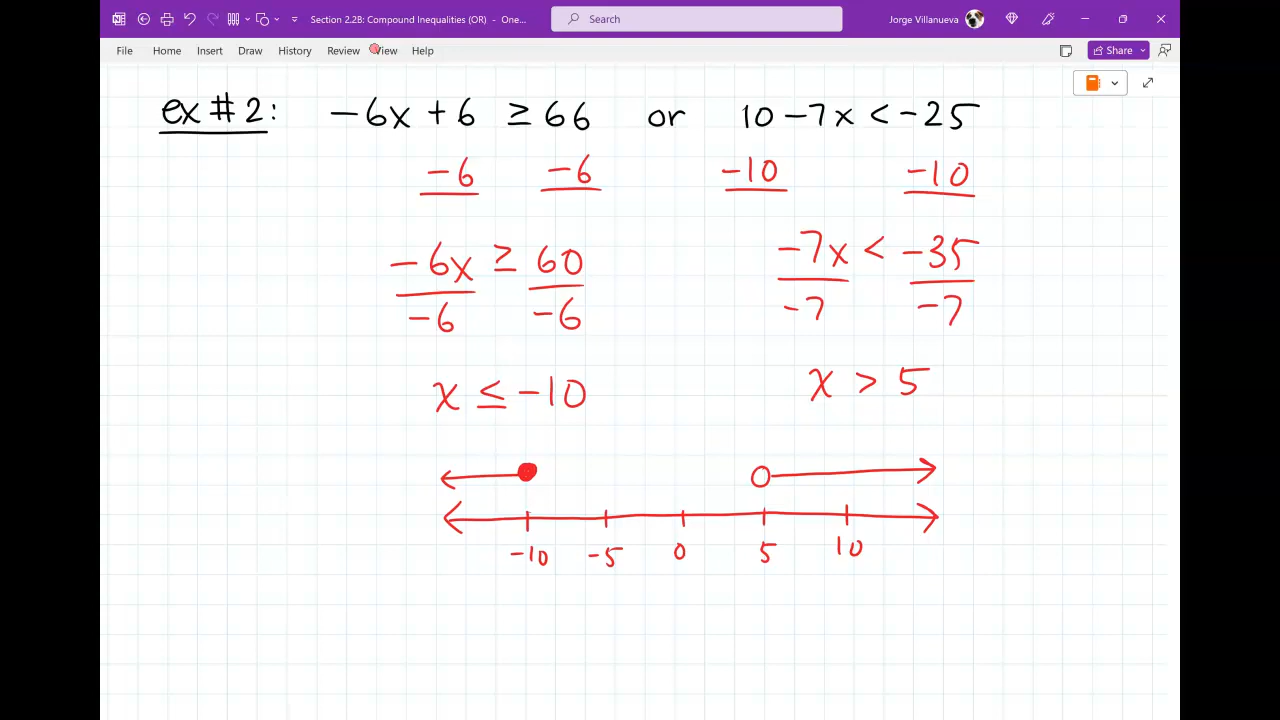 Section 2.2B: Compound Inequalities (OR) - One...
Search
Jorge Villanueva
File Home Insert Draw History Review View Help
Share
ex #2: -6x + 6 ≥ 66 or 10 - 7x < -25
-6 -6 -10 -10
-6x ≥ 60 -7x < -35
-6 -6 -7 -7
x ≤ -10 x > 5
-10 -5 0 5 10